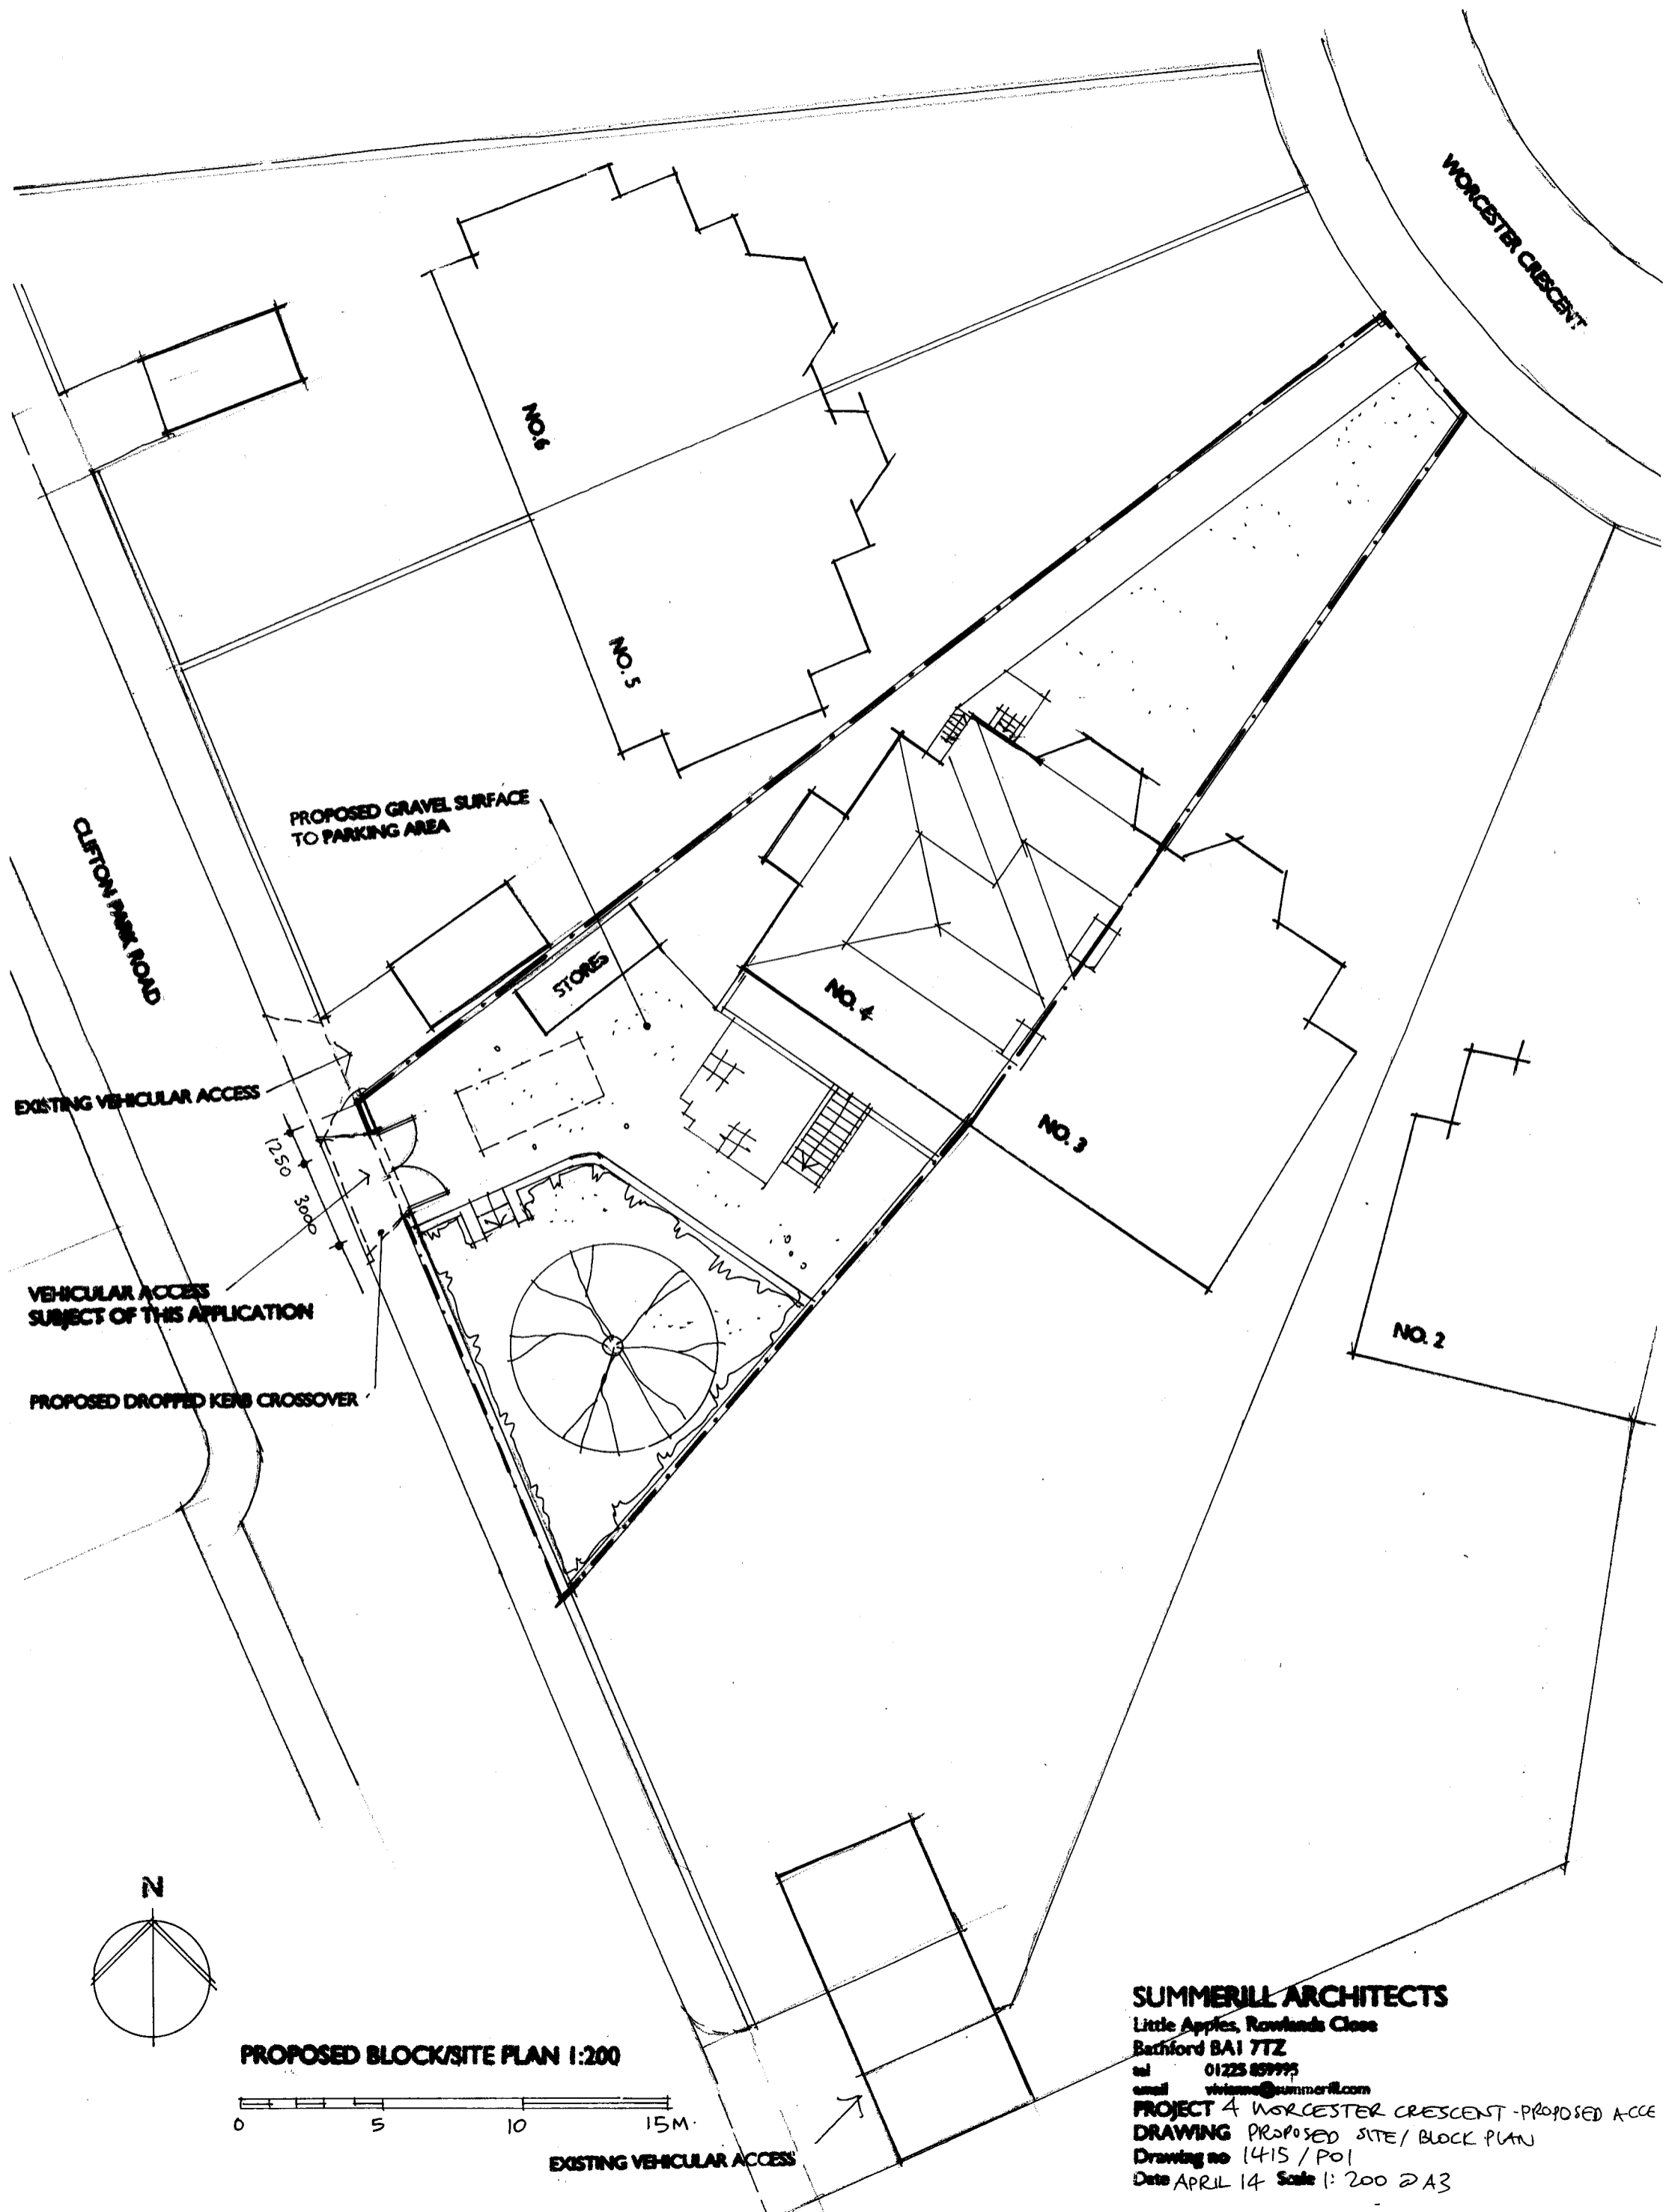 WORCESTER CRESCENT
NO.6
NO. 5
PROPOSED GRAVEL SURFACE
TO PARKING AREA
CLIFTON PARK ROAD
STORES
NO. 4
EXISTING VEHICULAR ACCESS
NO. 3
1250
3000
VEHICULAR ACCESS
SUBJECT OF THIS APPLICATION
NO. 2
PROPOSED DROPPED KERB CROSSOVER
N
PROPOSED BLOCK/SITE PLAN 1:200
0 5 10 15M.
EXISTING VEHICULAR ACCESS
SUMMERILL ARCHITECTS
Little Apples, Rowlands Close
Bathford BA1 7TZ
tel 01225 859995
email vivienne@summerill.com
PROJECT 4 WORCESTER CRESCENT - PROPOSED ACCE
DRAWING PROPOSED SITE/ BLOCK PLAN
Drawing no 1415 / P01
Date APRIL 14 Scale 1: 200 @ A3